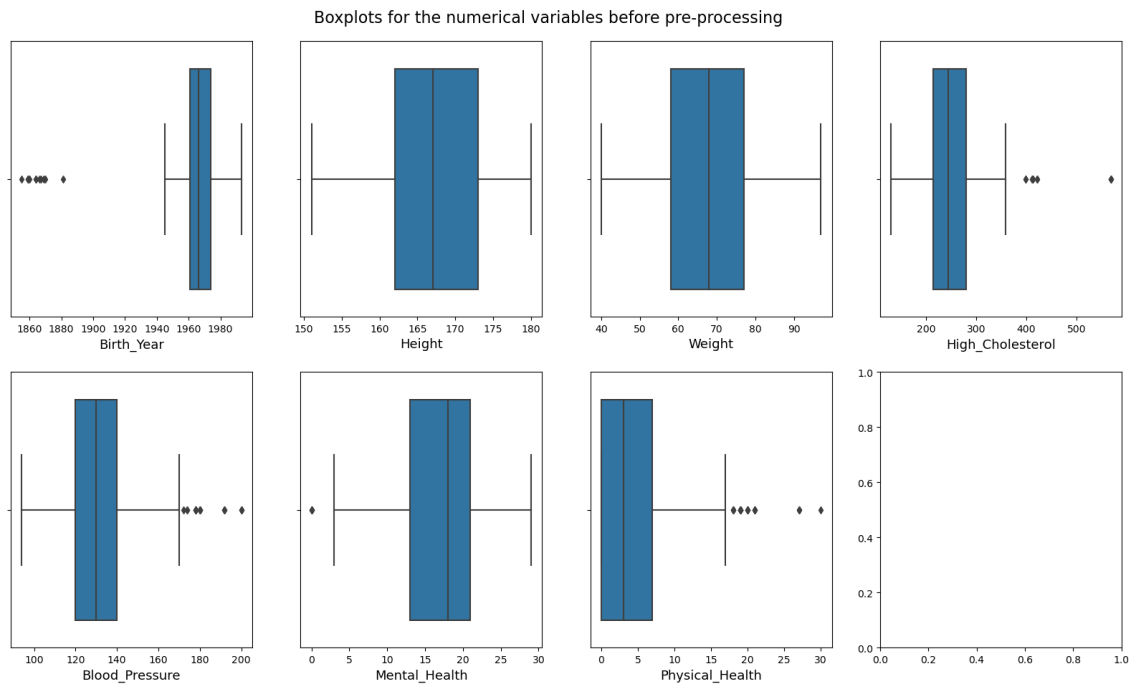 Boxplots for the numerical variables before pre-processing
1860 1880 1900 1920 1940 1960 1980
Birth_Year
150 155 160 165 170 175 180
Height
40 50 60 70 80 90
Weight
200 300 400 500
High_Cholesterol
100 120 140 160 180 200
Blood_Pressure
0 5 10 15 20 25 30
Mental_Health
0 5 10 15 20 25 30
Physical_Health
1.0
0.8
0.6
0.4
0.2
0.0
0.0 0.2 0.4 0.6 0.8 1.0